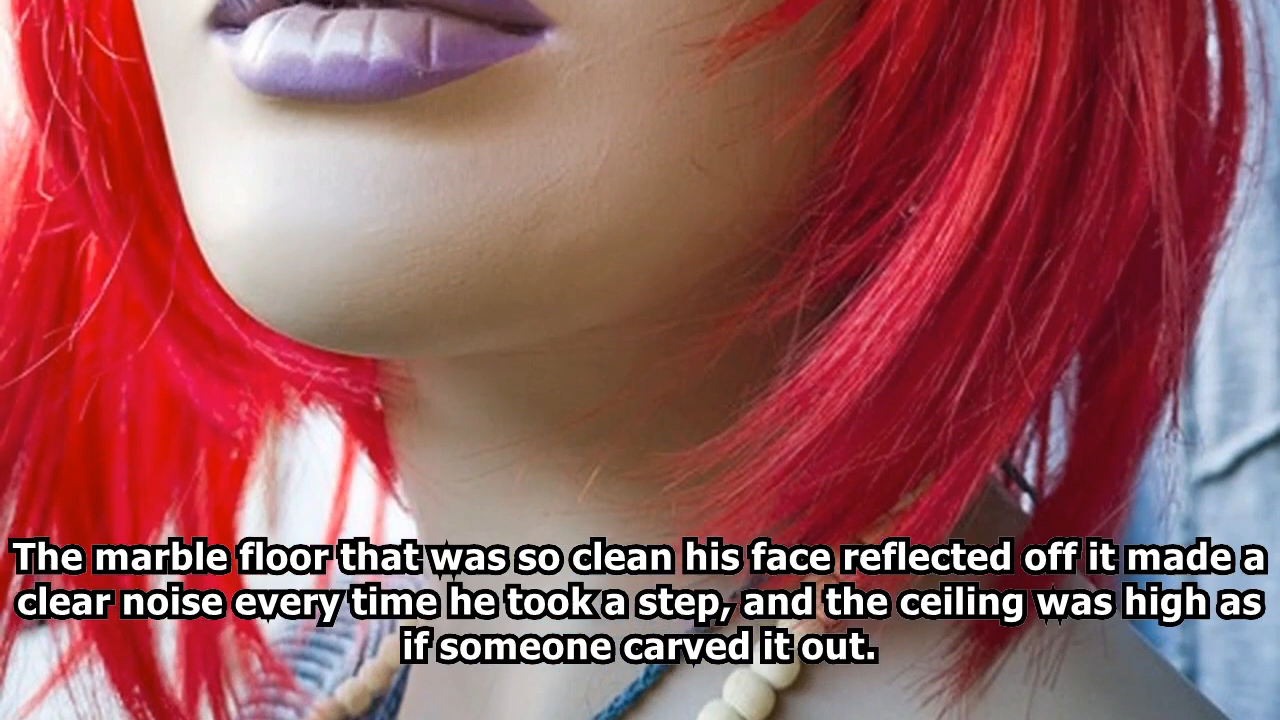 The marble floor that was so clean his face reflected off it made a
clear noise every time he took a step, and the ceiling was high as
if someone carved it out.